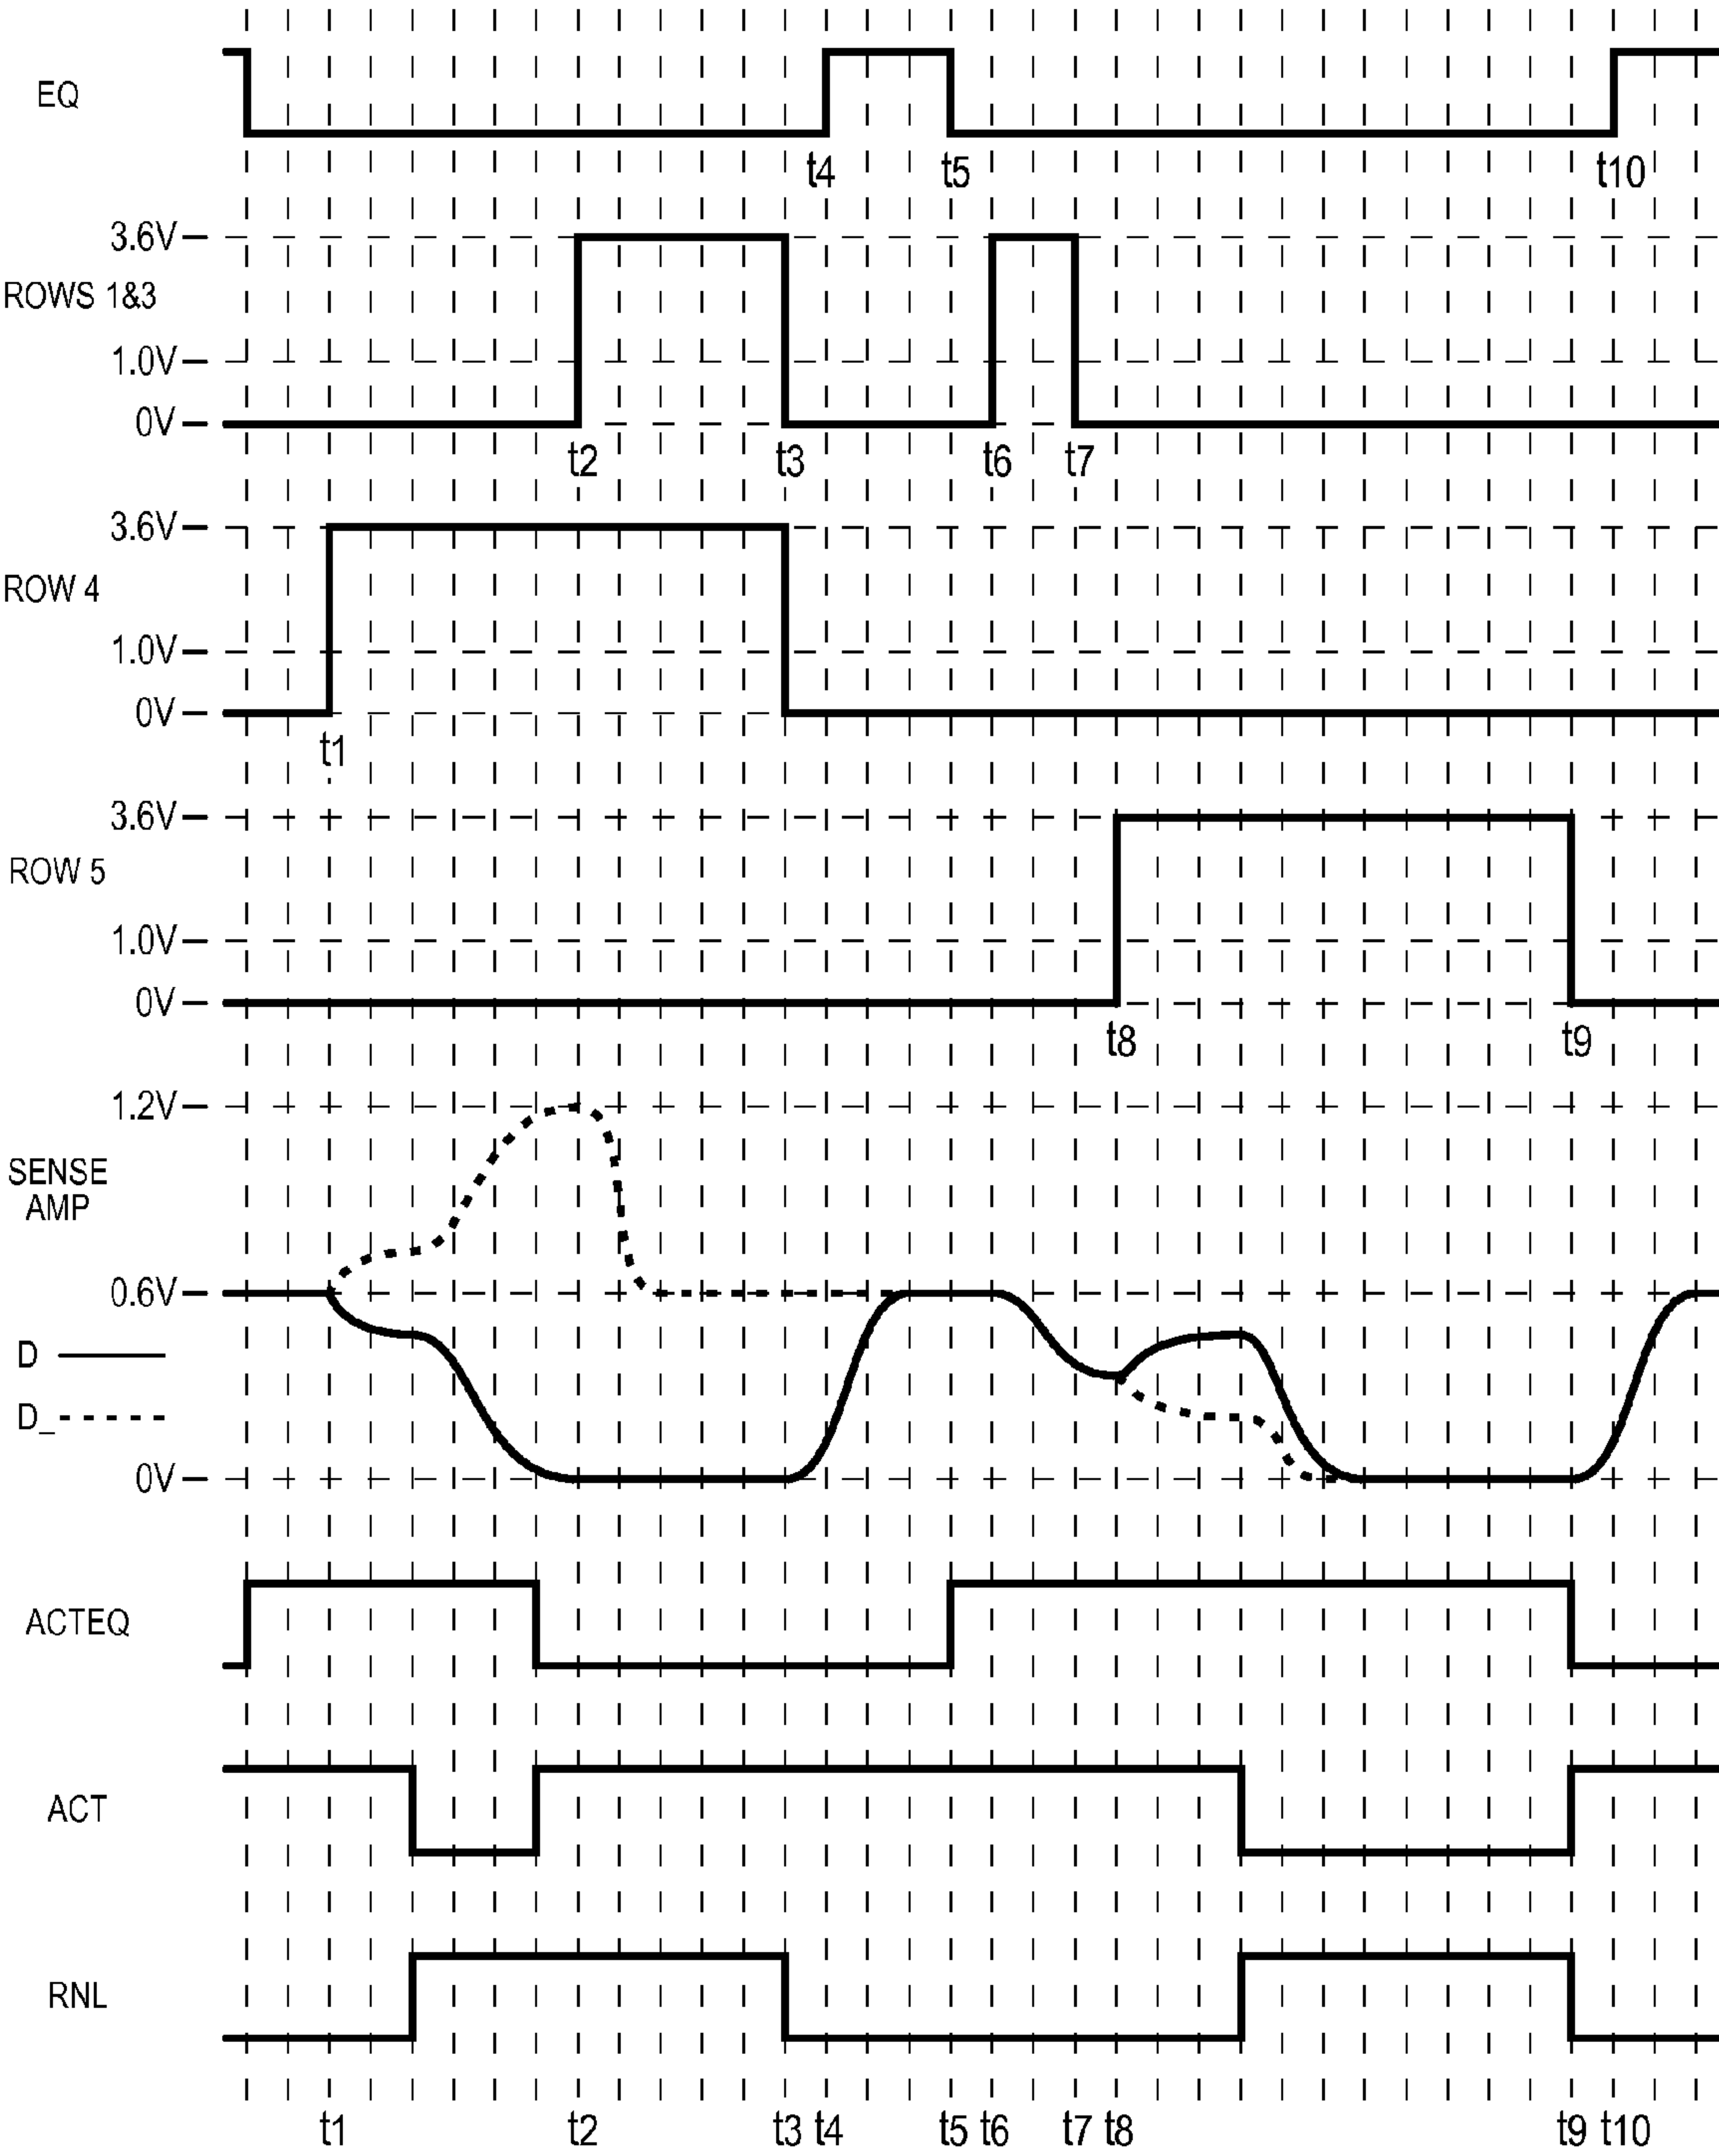 EQ
t4 t5 t10
3.6V
ROWS 1&3
1.0V
0V
t2 t3 t6 t7
3.6V
ROW 4
1.0V
0V
t1
3.6V
ROW 5
1.0V
0V
t8 t9
1.2V
SENSE
AMP
0.6V
D
D_
0V
ACTEQ
ACT
RNL
t1 t2 t3 t4 t5 t6 t7 t8 t9 t10